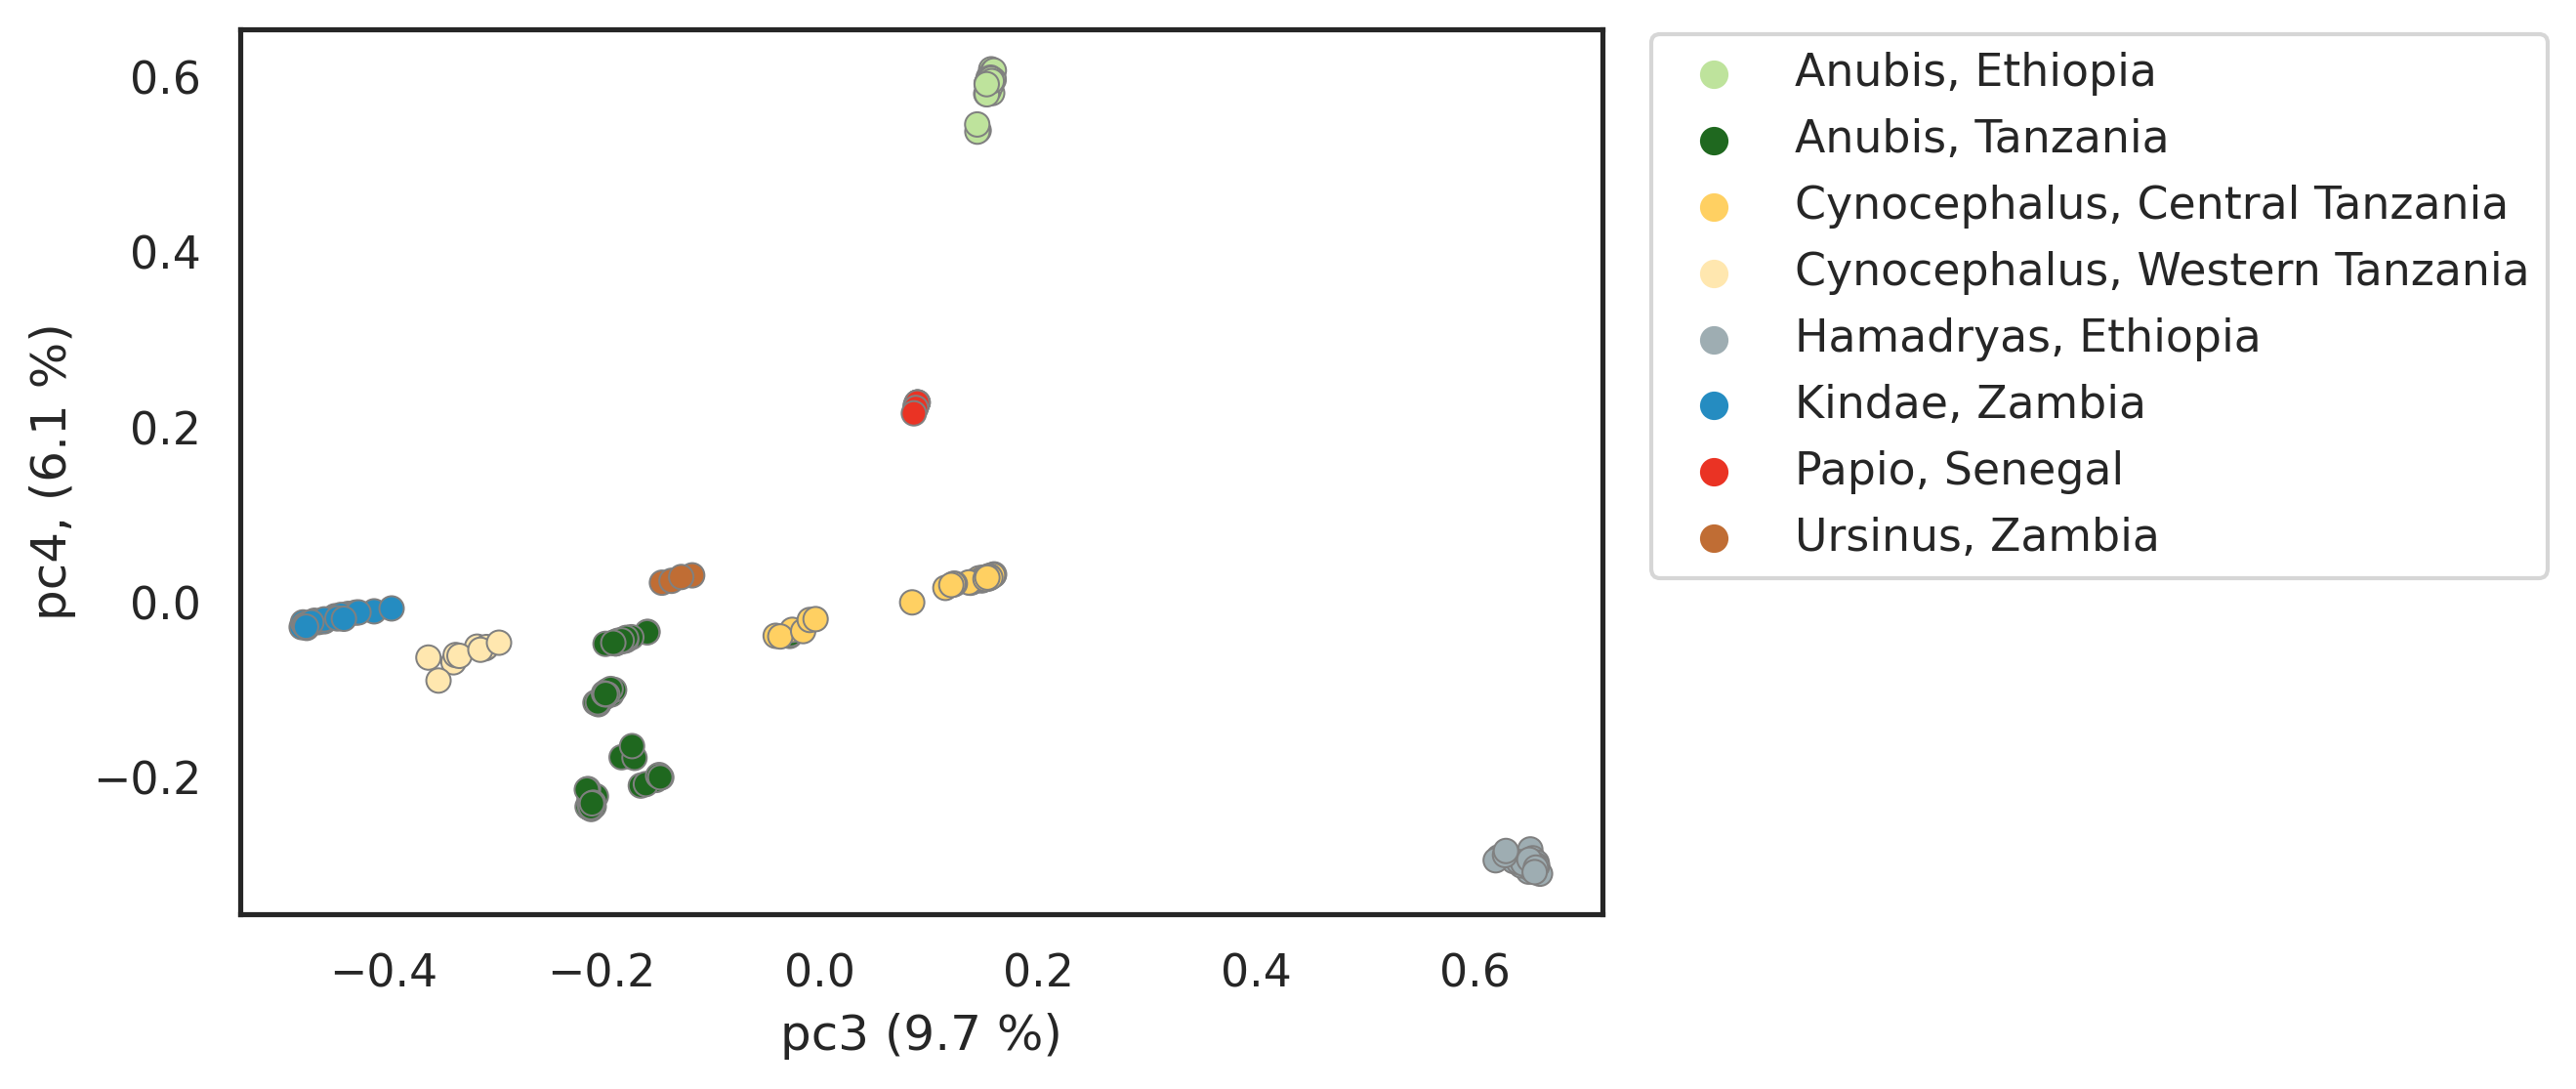 0.6
0.4
0.2
0.0
−0.2
pc4, (6.1 %)
−0.4
−0.2
0.0
0.2
0.4
0.6
pc3 (9.7 %)
Anubis, Ethiopia
Anubis, Tanzania
Cynocephalus, Central Tanzania
Cynocephalus, Western Tanzania
Hamadryas, Ethiopia
Kindae, Zambia
Papio, Senegal
Ursinus, Zambia